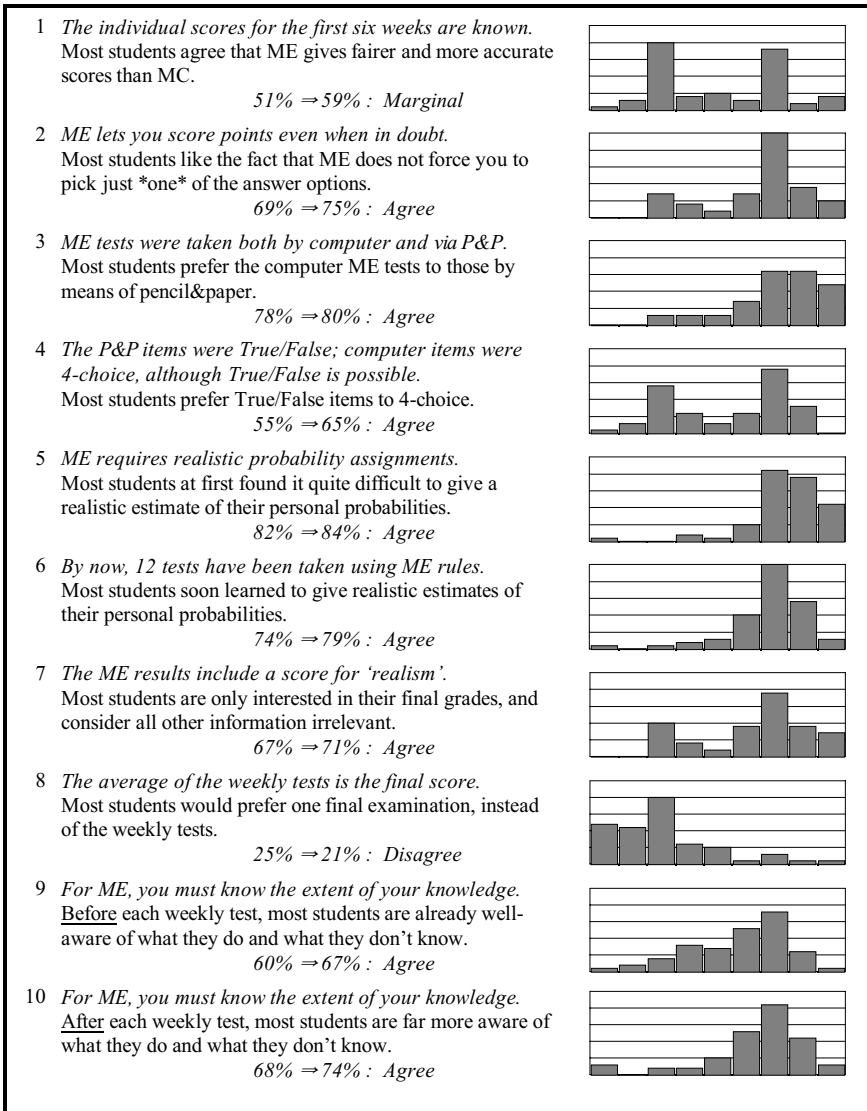 1 The individual scores for the first six weeks are known.
Most students agree that ME gives fairer and more accurate
scores than MC.
51% ⇒ 59% : Marginal
2 ME lets you score points even when in doubt.
Most students like the fact that ME does not force you to
pick just *one* of the answer options.
69% ⇒ 75% : Agree
3 ME tests were taken both by computer and via P&P.
Most students prefer the computer ME tests to those by
means of pencil&paper.
78% ⇒ 80% : Agree
4 The P&P items were True/False; computer items were
4-choice, although True/False is possible.
Most students prefer True/False items to 4-choice.
55% ⇒ 65% : Agree
5 ME requires realistic probability assignments.
Most students at first found it quite difficult to give a
realistic estimate of their personal probabilities.
82% ⇒ 84% : Agree
6 By now, 12 tests have been taken using ME rules.
Most students soon learned to give realistic estimates of
their personal probabilities.
74% ⇒ 79% : Agree
7 The ME results include a score for ‘realism’.
Most students are only interested in their final grades, and
consider all other information irrelevant.
67% ⇒ 71% : Agree
8 The average of the weekly tests is the final score.
Most students would prefer one final examination, instead
of the weekly tests.
25% ⇒ 21% : Disagree
9 For ME, you must know the extent of your knowledge.
Before each weekly test, most students are already well-
aware of what they do and what they don’t know.
60% ⇒ 67% : Agree
10 For ME, you must know the extent of your knowledge.
After each weekly test, most students are far more aware of
what they do and what they don’t know.
68% ⇒ 74% : Agree